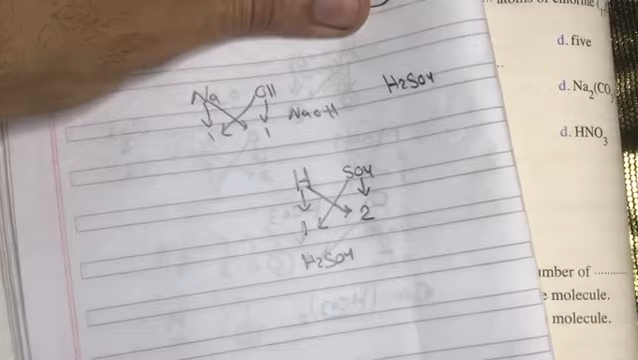 d. five
Na OH H2SO4
d. Na2(CO
1 1 NaOH
d. HNO3
H SO4
1 2
H2SO4
mber of ..........
molecule.
molecule.